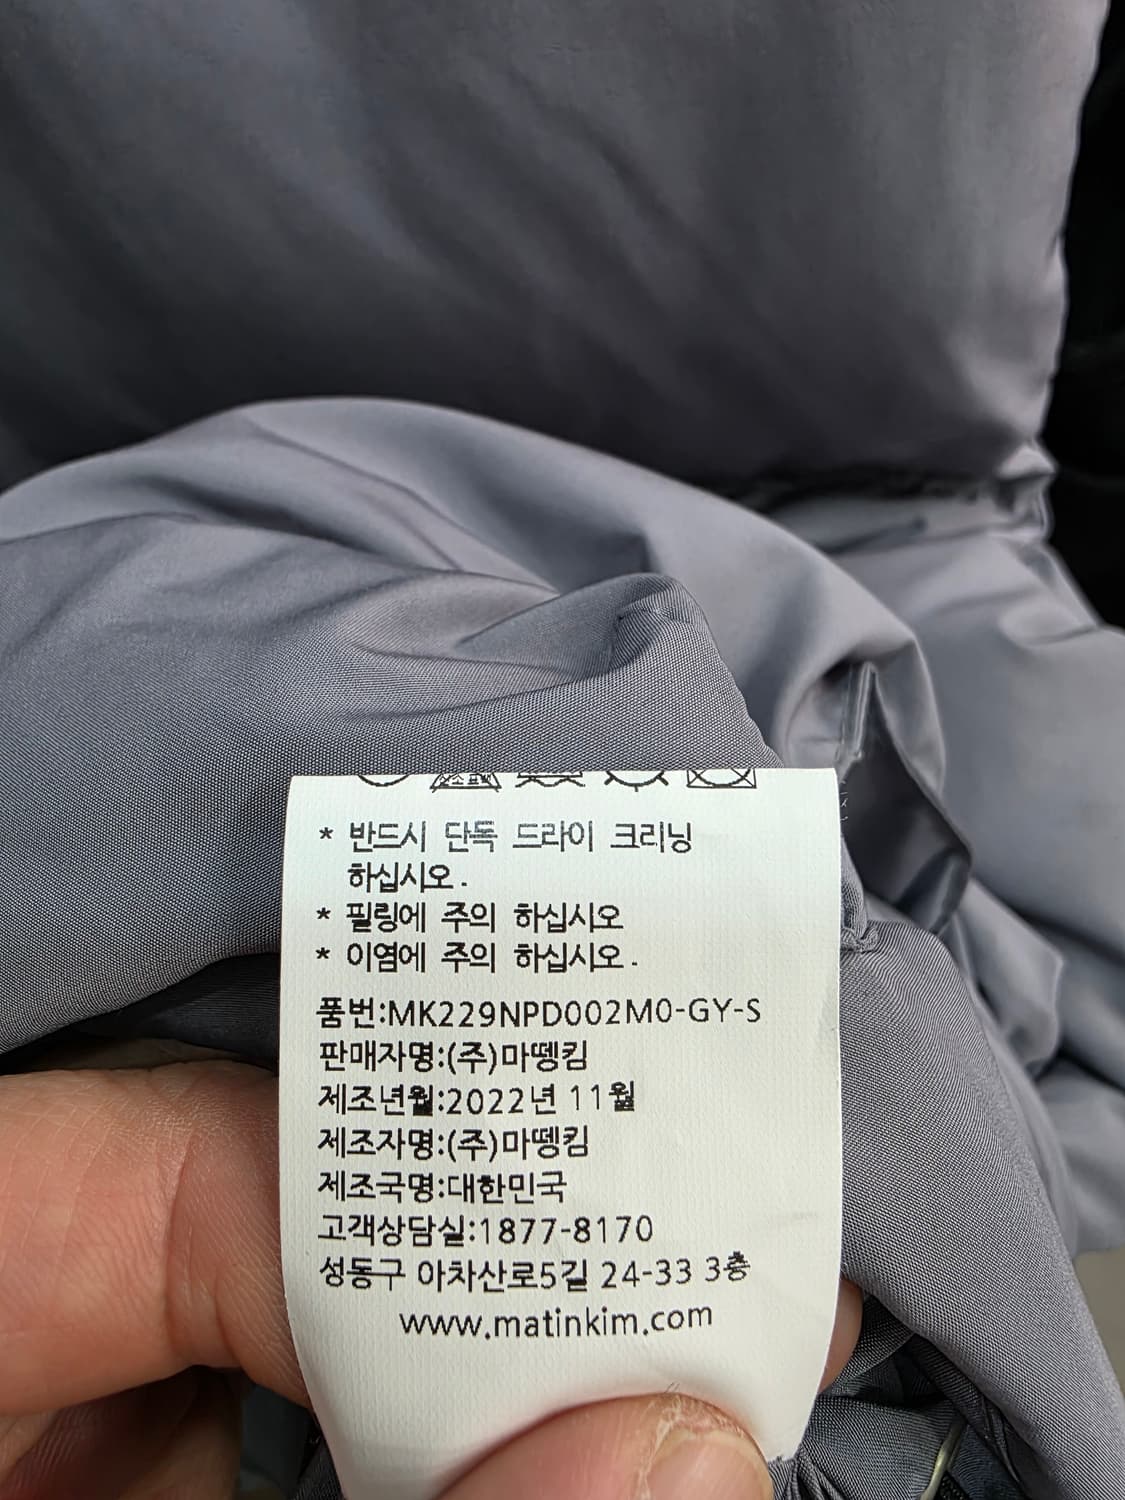 * 반드시 단독 드라이 크리닝
하십시오.
* 필링에 주의 하십시오
* 이염에 주의 하십시오.
품번:MK229NPD002M0-GY-S
판매자명:(주)마뗑킴
제조년월:2022년 11월
제조자명:(주)마뗑킴
제조국명:대한민국
고객상담실:1877-8170
성동구 아차산로5길 24-33 3층
www.matinkim.com